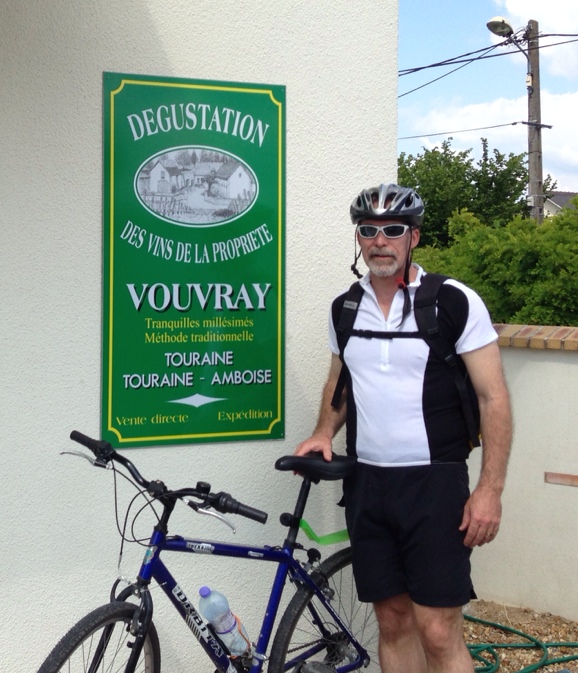 DEGUSTATION
DES VINS DE LA PROPRIETE
VOUVRAY
Tranquilles millésimés
Méthode traditionnelle
TOURAINE
TOURAINE - AMBOISE
Vente directe Expédition